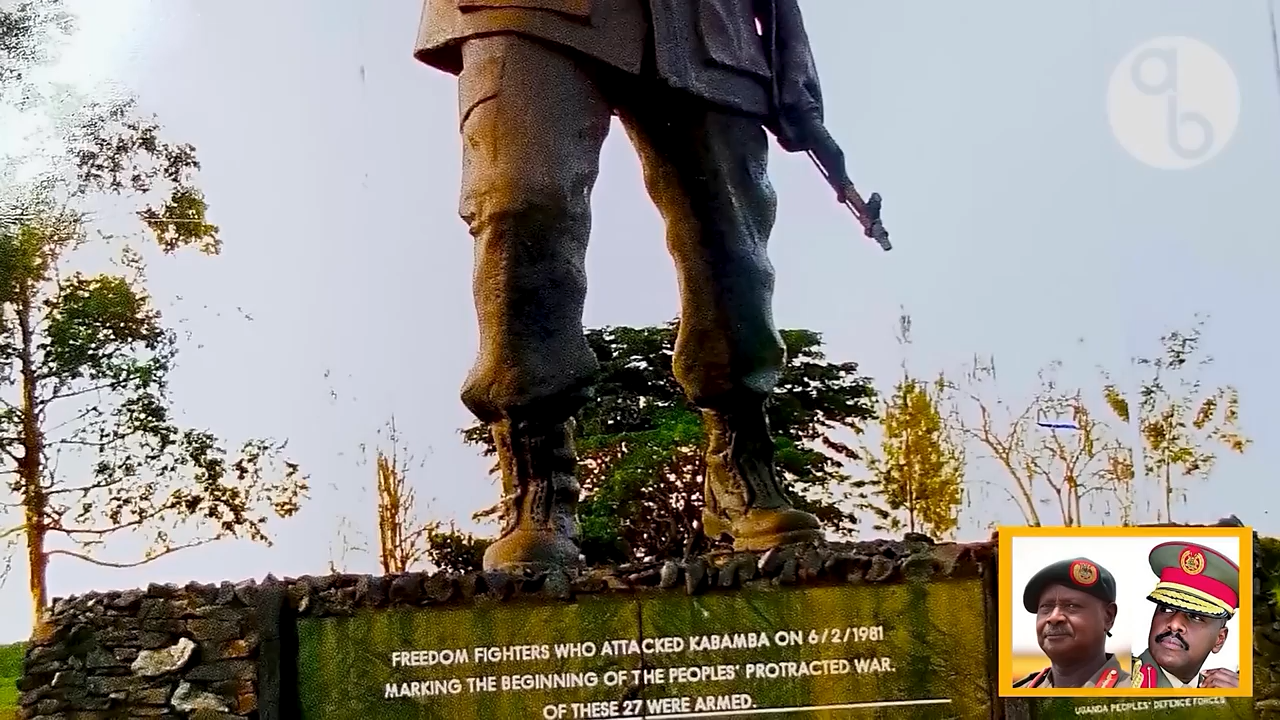 ab
FREEDOM FIGHTERS WHO ATTACKED KABAMBA ON 6/2/1981
MARKING THE BEGINNING OF THE PEOPLES' PROTRACTED WAR.
OF THESE 27 WERE ARMED.
UGANDA PEOPLES' DEFENCE FORCES